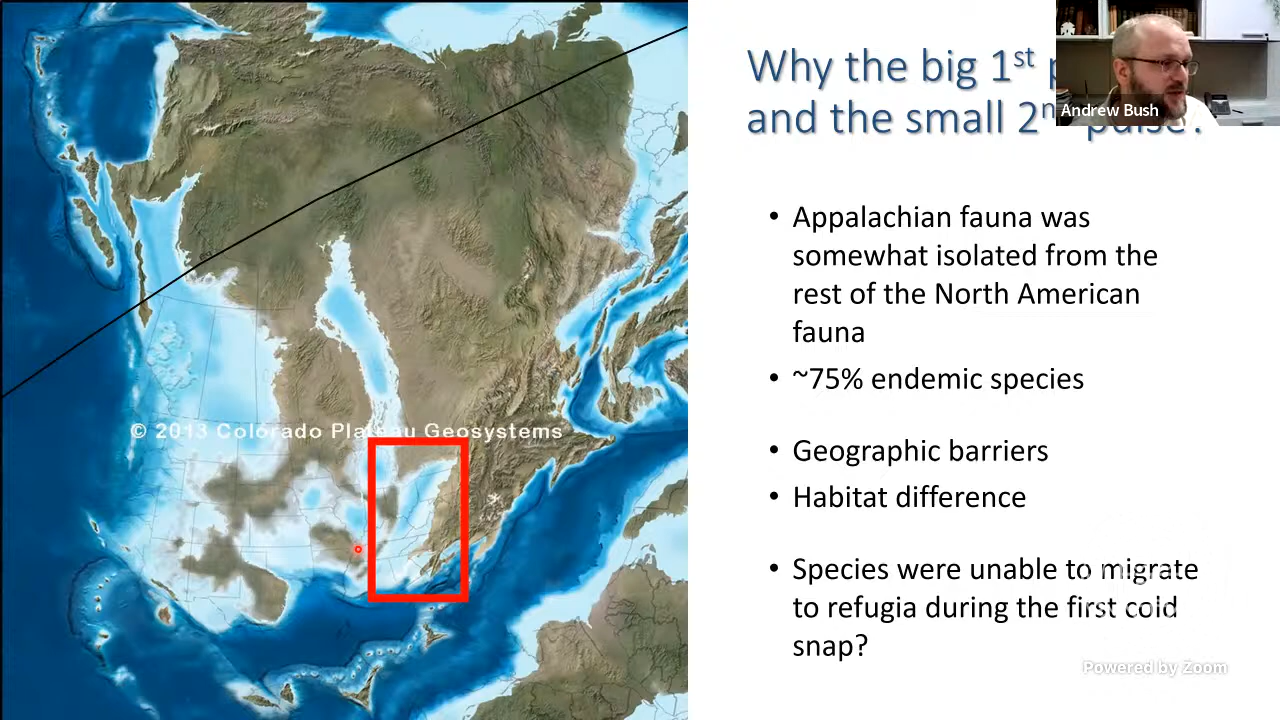 Why the big 1st p
and the small 2n pulse?
Andrew Bush
• Appalachian fauna was
somewhat isolated from the
rest of the North American
fauna
• ~75% endemic species
• Geographic barriers
• Habitat difference
• Species were unable to migrate
to refugia during the first cold
snap?
© 2013 Colorado Plateau Geosystems
Powered by Zoom